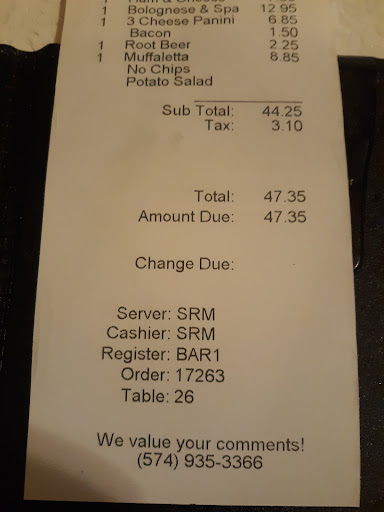 1 Ham & Cheese
1 Bolognese & Spa 12.95
1 3 Cheese Panini 6.85
Bacon 1.50
1 Root Beer 2.25
1 Muffaletta 8.85
No Chips
Potato Salad
Sub Total: 44.25
Tax: 3.10
Total: 47.35
Amount Due: 47.35
Change Due:
Server: SRM
Cashier: SRM
Register: BAR1
Order: 17263
Table: 26
We value your comments!
(574) 935-3366